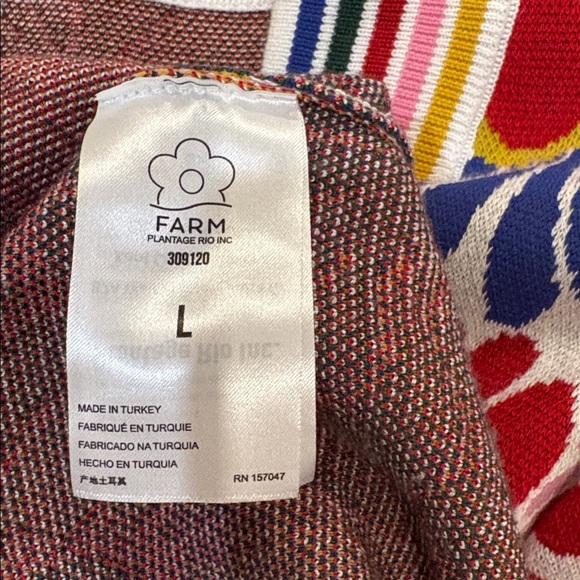 FARM
PLANTAGE RIO INC
309120
L
MADE IN TURKEY
FABRIQUÉ EN TURQUIE
FABRICADO NA TURQUIA
HECHO EN TURQUIA
产地土耳其
RN 157047